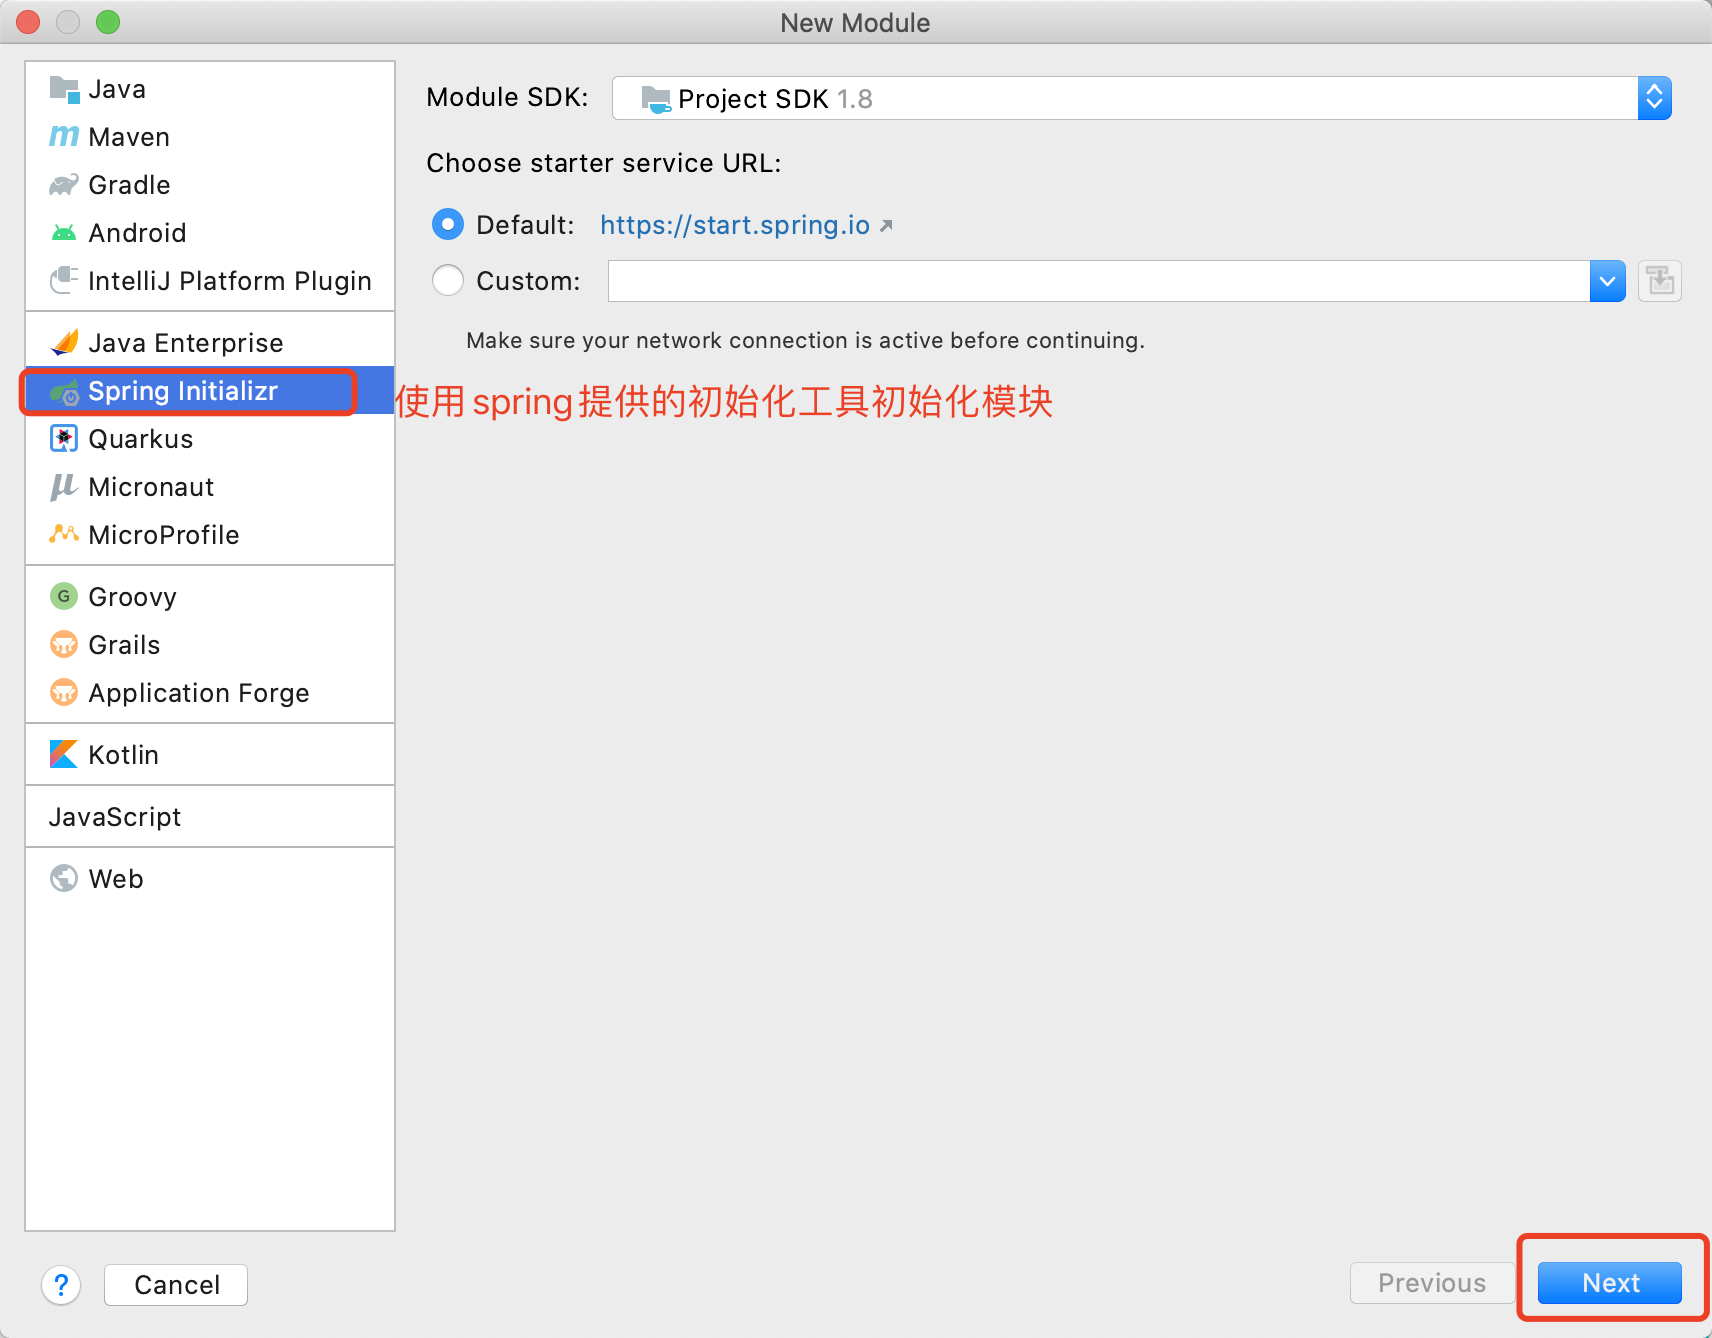 New Module
Java
Maven
Gradle
Android
IntelliJ Platform Plugin
Java Enterprise
Spring Initializr
Quarkus
Micronaut
MicroProfile
Groovy
Grails
Application Forge
Kotlin
JavaScript
Web
Module SDK: Project SDK 1.8
Choose starter service URL:
Default: https://start.spring.io
Custom:
Make sure your network connection is active before continuing.
使用spring提供的初始化工具初始化模块
? Cancel Previous Next